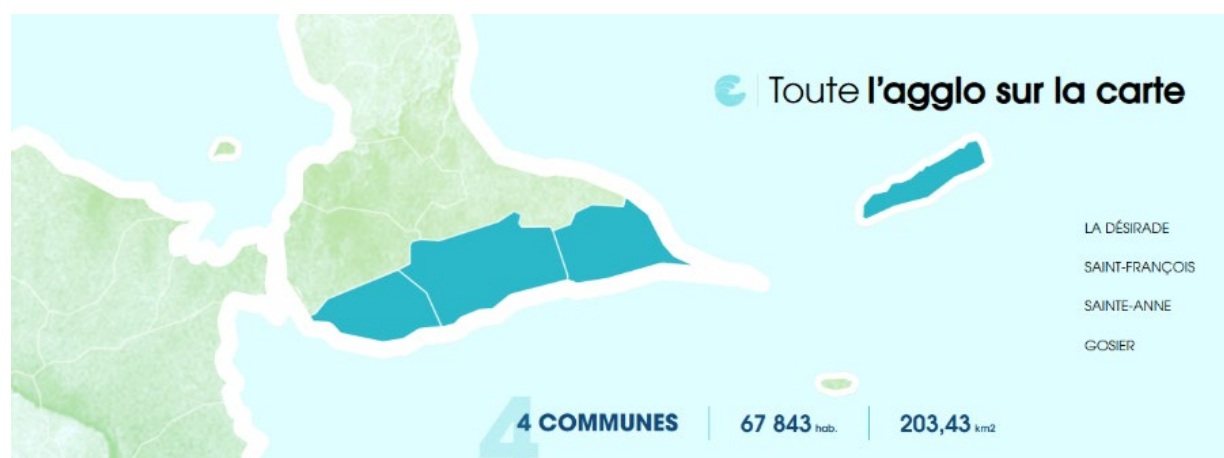 Toute l'agglo sur la carte
LA DÉSIRADE
SAINT-FRANÇOIS
SAINTE-ANNE
GOSIER
4
4 COMMUNES
67 843 hab.
203,43 km2